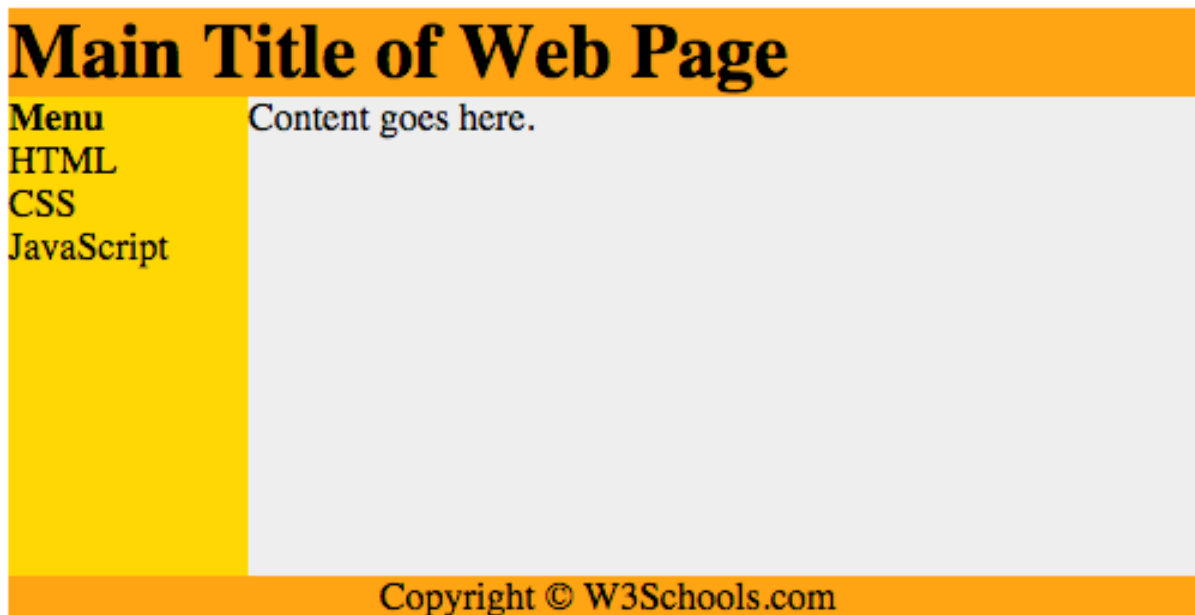 Main Title of Web Page
Menu
HTML
CSS
JavaScript
Content goes here.
Copyright © W3Schools.com